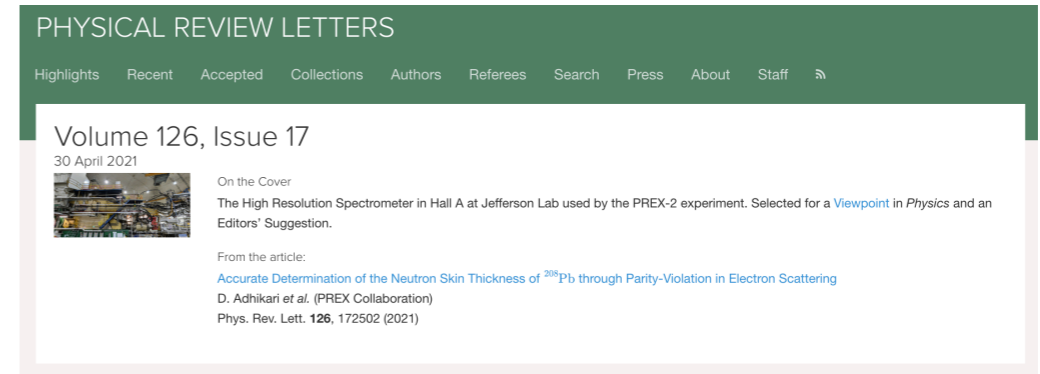 PHYSICAL REVIEW LETTERS
Highlights Recent Accepted Collections Authors Referees Search Press About Staff
Volume 126, Issue 17
30 April 2021
On the Cover
The High Resolution Spectrometer in Hall A at Jefferson Lab used by the PREX-2 experiment. Selected for a Viewpoint in Physics and an
Editors' Suggestion.
From the article:
Accurate Determination of the Neutron Skin Thickness of ²⁰⁸Pb through Parity-Violation in Electron Scattering
D. Adhikari et al. (PREX Collaboration)
Phys. Rev. Lett. 126, 172502 (2021)